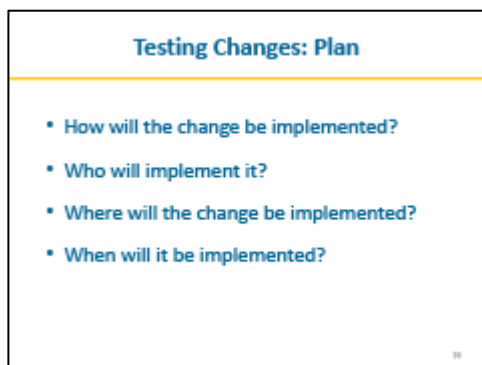 Testing Changes: Plan
• How will the change be implemented?
• Who will implement it?
• Where will the change be implemented?
• When will it be implemented?